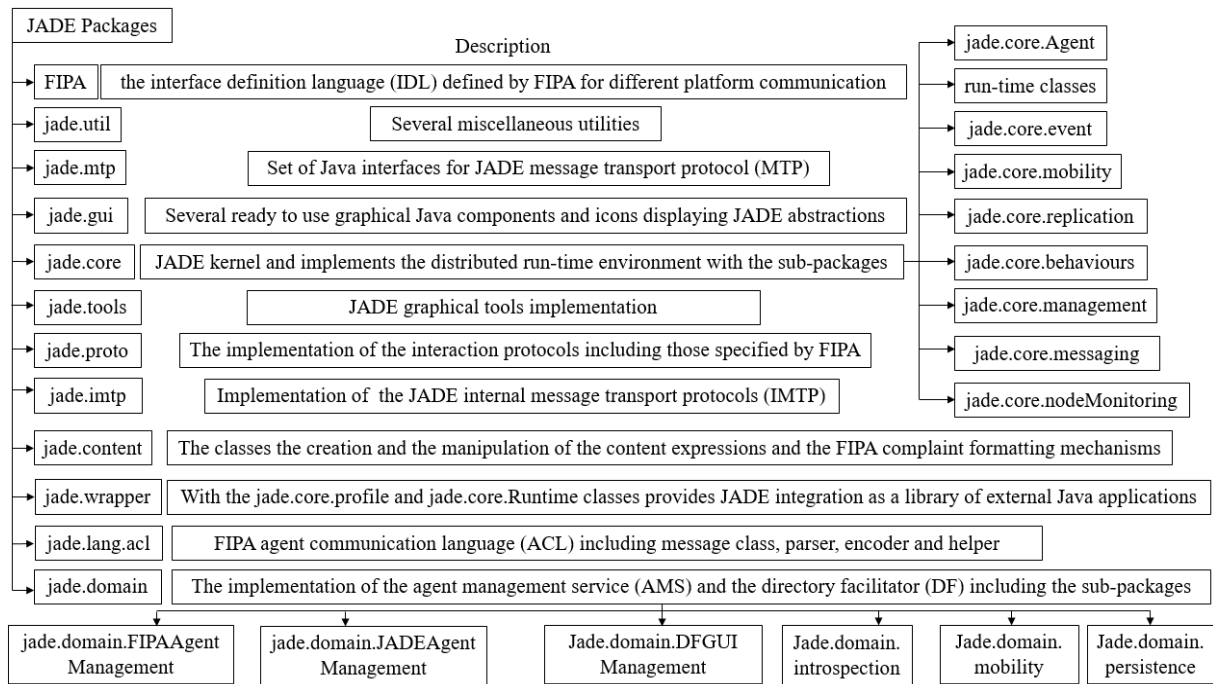 JADE Packages
Description
FIPA
the interface definition language (IDL) defined by FIPA for different platform communication
jade.util
Several miscellaneous utilities
jade.mtp
Set of Java interfaces for JADE message transport protocol (MTP)
jade.gui
Several ready to use graphical Java components and icons displaying JADE abstractions
jade.core
JADE kernel and implements the distributed run-time environment with the sub-packages
jade.tools
JADE graphical tools implementation
jade.proto
The implementation of the interaction protocols including those specified by FIPA
jade.imtp
Implementation of the JADE internal message transport protocols (IMTP)
jade.core.Agent
run-time classes
jade.core.event
jade.core.mobility
jade.core.replication
jade.core.behaviours
jade.core.management
jade.core.messaging
jade.core.nodeMonitoring
jade.content
The classes the creation and the manipulation of the content expressions and the FIPA complaint formatting mechanisms
jade.wrapper
With the jade.core.profile and jade.core.Runtime classes provides JADE integration as a library of external Java applications
jade.lang.acl
FIPA agent communication language (ACL) including message class, parser, encoder and helper
jade.domain
The implementation of the agent management service (AMS) and the directory facilitator (DF) including the sub-packages
jade.domain.FIPAAgent
Management
jade.domain.JADEAgent
Management
Jade.domain.DFGUI
Management
Jade.domain.
introspection
Jade.domain.
mobility
Jade.domain.
persistence